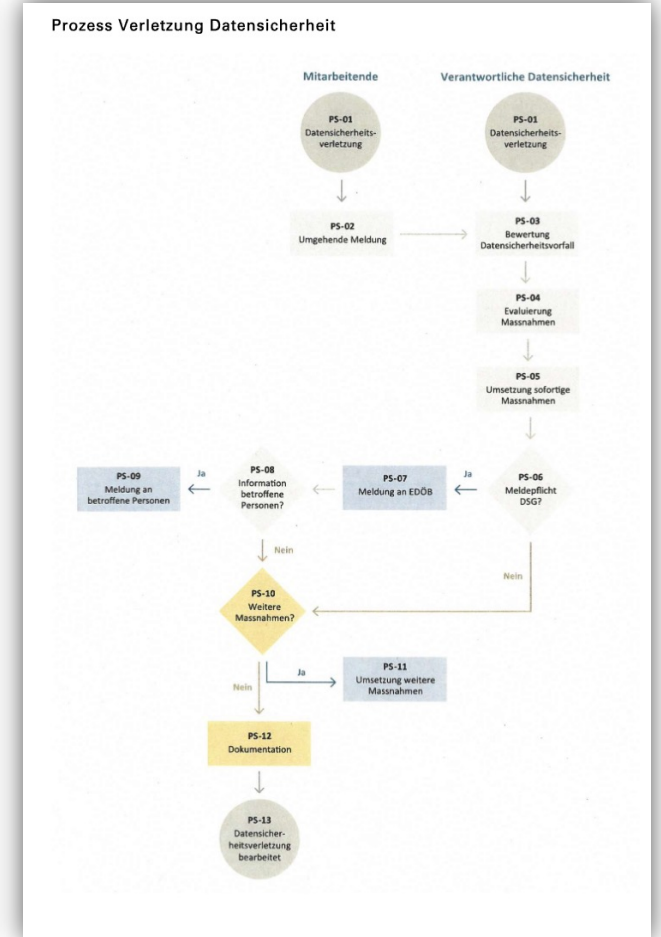 Prozess Verletzung Datensicherheit
Mitarbeitende
Verantwortliche Datensicherheit
PS-01
Datensicherheits-
verletzung
PS-01
Datensicherheits-
verletzung
PS-02
Umgehende Meldung
PS-03
Bewertung
Datensicherheitsvorfall
PS-04
Evaluierung
Massnahmen
PS-05
Umsetzung sofortige
Massnahmen
PS-06
Meldepflicht
DSG?
Ja
PS-07
Meldung an EDÖB
PS-08
Information
betroffene
Personen?
Ja
PS-09
Meldung an
betroffene Personen
Nein
Nein
PS-10
Weitere
Massnahmen?
Ja
PS-11
Umsetzung weitere
Massnahmen
Nein
PS-12
Dokumentation
PS-13
Datensicher-
heitsverletzung
bearbeitet